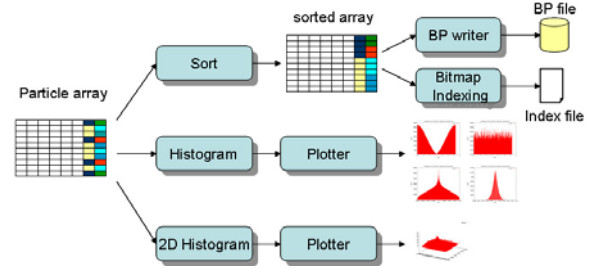 sorted array
BP file
BP writer
Sort
Bitmap
Indexing
Particle array
Index file
Histogram
Plotter
2D Histogram
Plotter